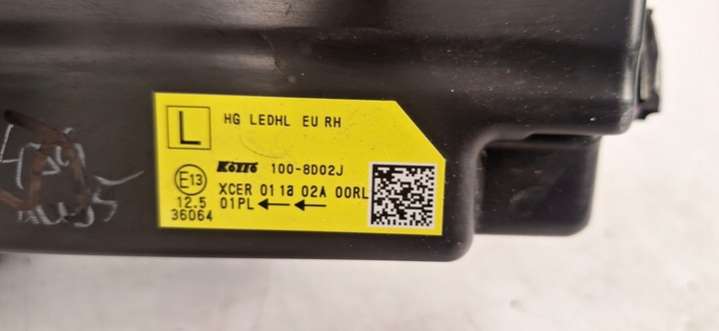 L
HG LEDHL EU RH
KOITO 100-8D02J
E13
XCER 01 18 02A 00RL
12.5 01PL
36064